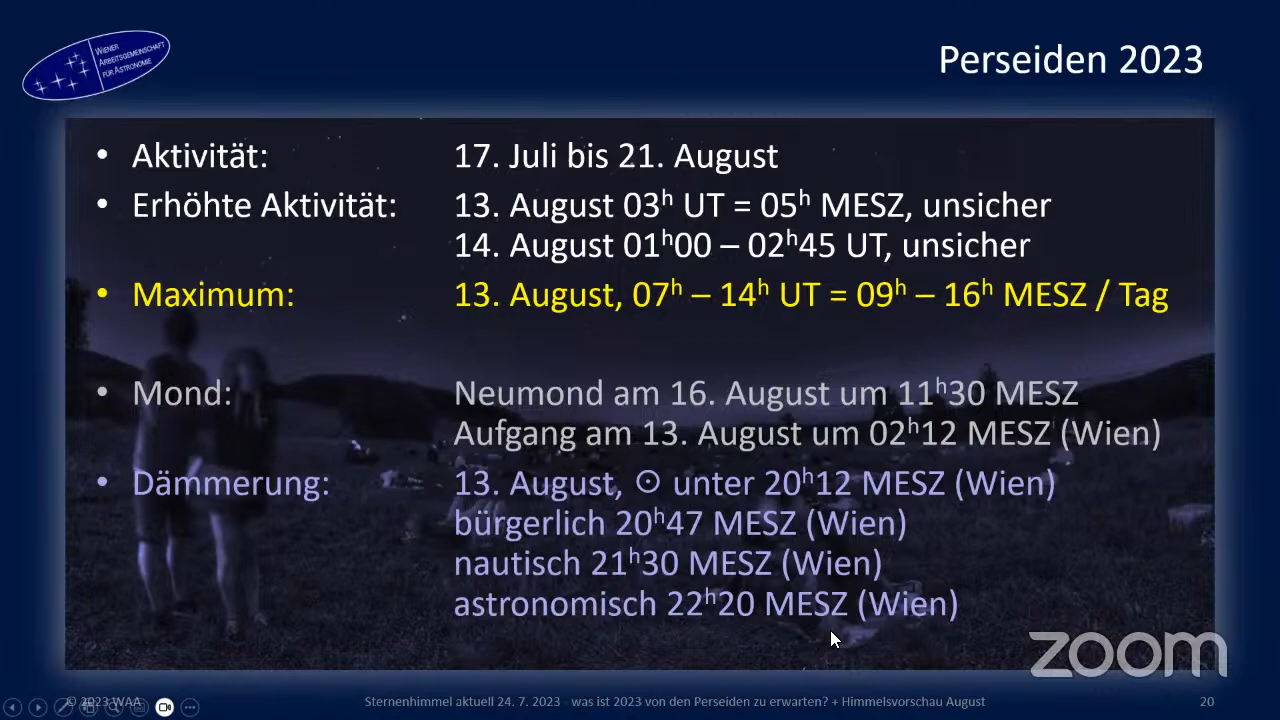 WIENER
ARBEITSGEMEINSCHAFT
FÜR ASTRONOMIE
Perseiden 2023
• Aktivität: 17. Juli bis 21. August
• Erhöhte Aktivität: 13. August 03ʰ UT = 05ʰ MESZ, unsicher
14. August 01ʰ00 – 02ʰ45 UT, unsicher
• Maximum: 13. August, 07ʰ – 14ʰ UT = 09ʰ – 16ʰ MESZ / Tag
• Mond: Neumond am 16. August um 11ʰ30 MESZ
Aufgang am 13. August um 02ʰ12 MESZ (Wien)
• Dämmerung: 13. August, ☉ unter 20ʰ12 MESZ (Wien)
bürgerlich 20ʰ47 MESZ (Wien)
nautisch 21ʰ30 MESZ (Wien)
astronomisch 22ʰ20 MESZ (Wien)
zoom
© 2023 WAA Sternenhimmel aktuell 24. 7. 2023 - was ist 2023 von den Perseiden zu erwarten? + Himmelsvorschau August 20